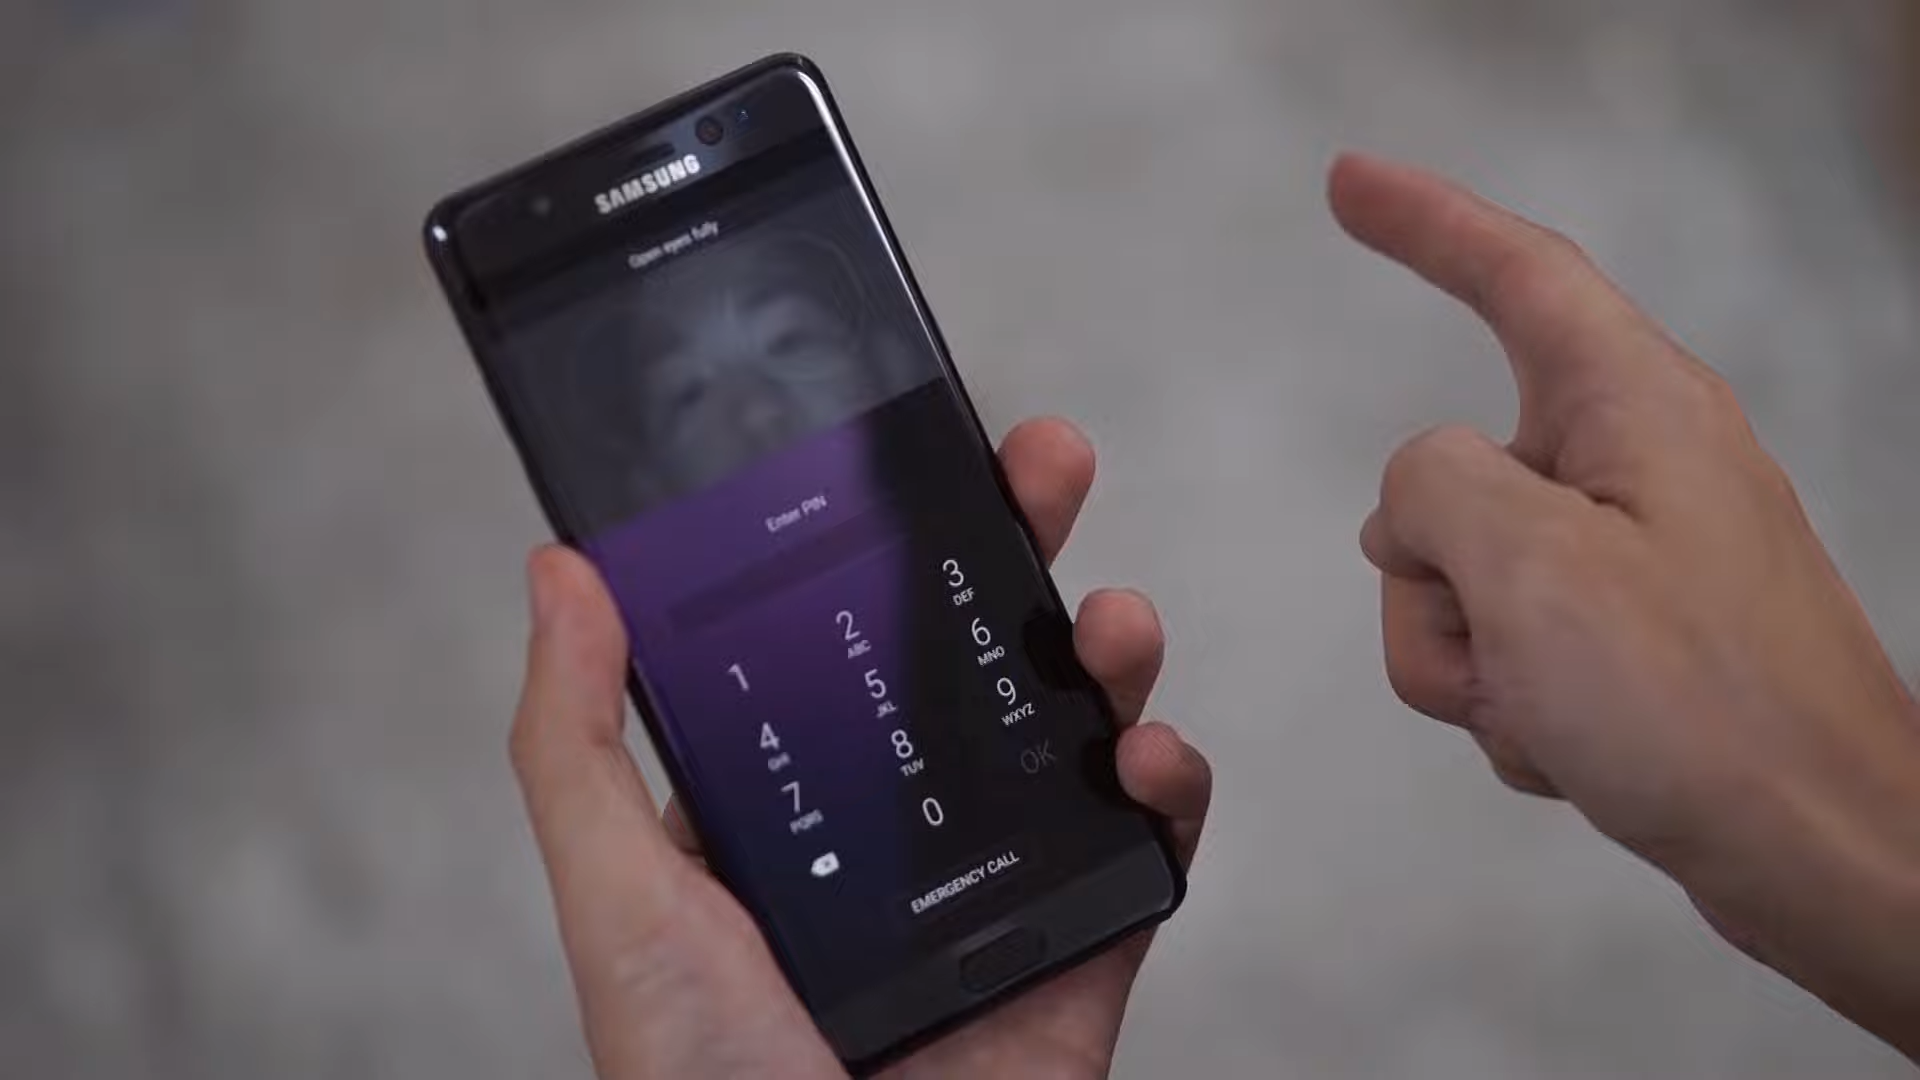 SAMSUNG
Open eyes fully
Enter PIN
1 2 ABC 3 DEF
4 GHI 5 JKL 6 MNO
7 PQRS 8 TUV 9 WXYZ
0 OK
EMERGENCY CALL